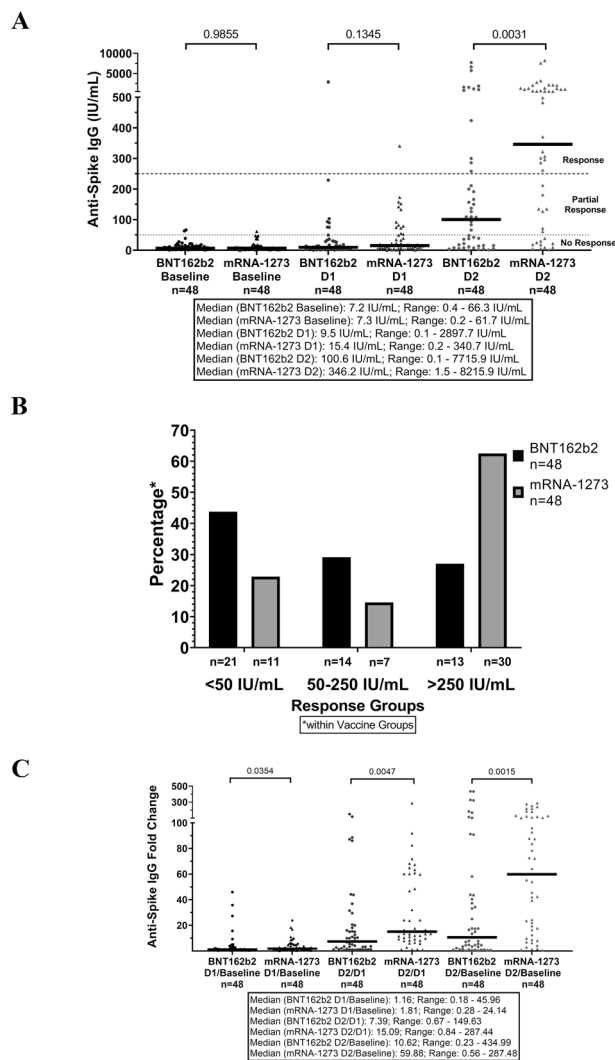 A
0.9855 0.1345 0.0031
10000
5000
500
400
300
200
100
0
Anti-Spike IgG (IU/mL)
Response
Partial
Response
No Response
BNT162b2 mRNA-1273 BNT162b2 mRNA-1273 BNT162b2 mRNA-1273
Baseline Baseline D1 D1 D2 D2
n=48 n=48 n=48 n=48 n=48 n=48
Median (BNT162b2 Baseline): 7.2 IU/mL; Range: 0.4 - 66.3 IU/mL
Median (mRNA-1273 Baseline): 7.3 IU/mL; Range: 0.2 - 61.7 IU/mL
Median (BNT162b2 D1): 9.5 IU/mL; Range: 0.1 - 2897.7 IU/mL
Median (mRNA-1273 D1): 15.4 IU/mL; Range: 0.2 - 340.7 IU/mL
Median (BNT162b2 D2): 100.6 IU/mL; Range: 0.1 - 7715.9 IU/mL
Median (mRNA-1273 D2): 346.2 IU/mL; Range: 1.5 - 8215.9 IU/mL
B
70
60
50
40
30
20
10
0
Percentage*
BNT162b2
n=48
mRNA-1273
n=48
n=21 n=11 n=14 n=7 n=13 n=30
<50 IU/mL 50-250 IU/mL >250 IU/mL
Response Groups
*within Vaccine Groups
C
0.0354 0.0047 0.0015
500
300
100
60
40
20
Anti-Spike IgG Fold Change
BNT162b2 mRNA-1273 BNT162b2 mRNA-1273 BNT162b2 mRNA-1273
D1/Baseline D1/Baseline D2/D1 D2/D1 D2/Baseline D2/Baseline
n=48 n=48 n=48 n=48 n=48 n=48
Median (BNT162b2 D1/Baseline): 1.16; Range: 0.18 - 45.96
Median (mRNA-1273 D1/Baseline): 1.81; Range: 0.28 - 24.14
Median (BNT162b2 D2/D1): 7.39; Range: 0.67 - 149.63
Median (mRNA-1273 D2/D1): 15.09; Range: 0.84 - 287.44
Median (BNT162b2 D2/Baseline): 10.62; Range: 0.23 - 434.99
Median (mRNA-1273 D2/Baseline): 59.88; Range: 0.56 - 287.48